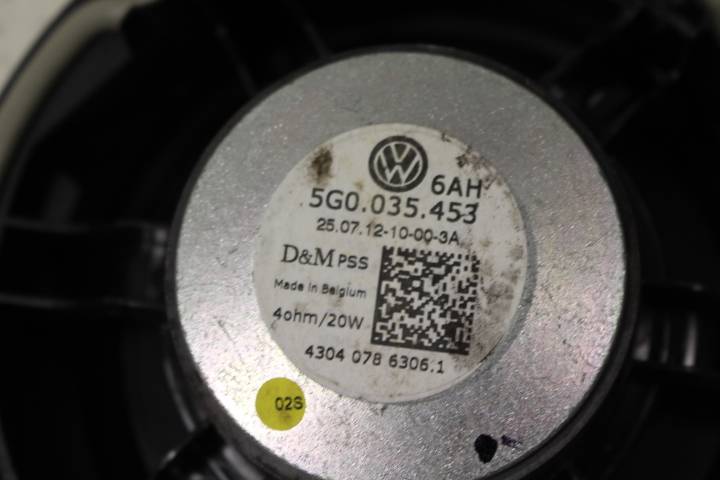 6AH
5G0.035.453
25.07.12-10-00-3A
D&M PSS
Made in Belgium
4ohm/20W
4304 078 6306.1
02S